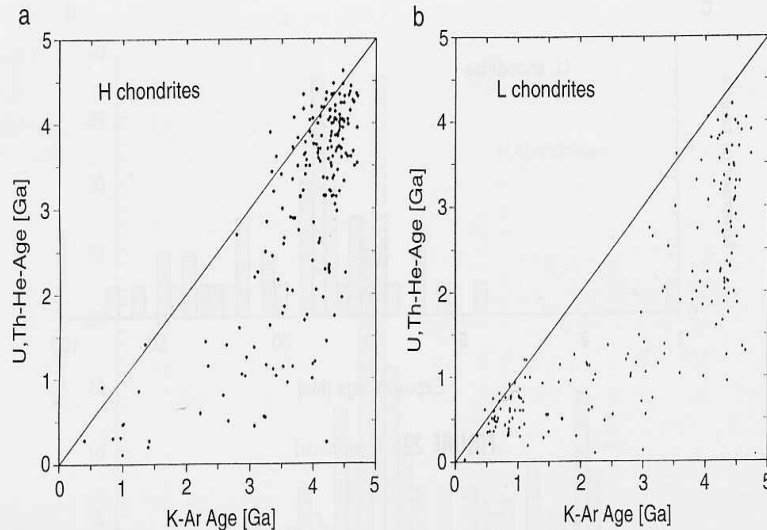 a
5
4
3
2
1
0
U,Th-He-Age [Ga]
H chondrites
0 1 2 3 4 5
K-Ar Age [Ga]
b
5
4
3
2
1
0
U,Th-He-Age [Ga]
L chondrites
0 1 2 3 4 5
K-Ar Age [Ga]